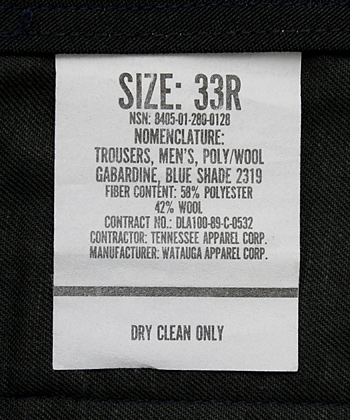 SIZE: 33R
NSN: 8405-01-280-0128
NOMENCLATURE:
TROUSERS, MEN'S, POLY/WOOL
GABARDINE, BLUE SHADE 2319
FIBER CONTENT: 58% POLYESTER
42% WOOL
CONTRACT NO.: DLA100-89-C-0532
CONTRACTOR: TENNESSEE APPAREL CORP.
MANUFACTURER: WATAUGA APPAREL CORP.
DRY CLEAN ONLY